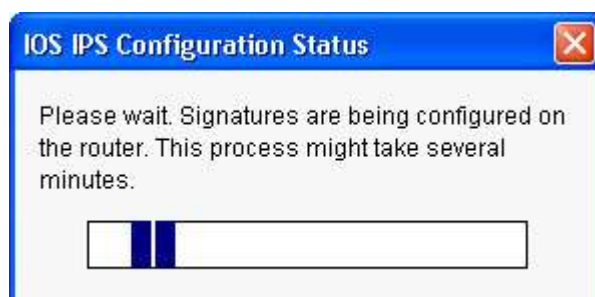 IOS IPS Configuration Status
Please wait. Signatures are being configured on
the router. This process might take several
minutes.